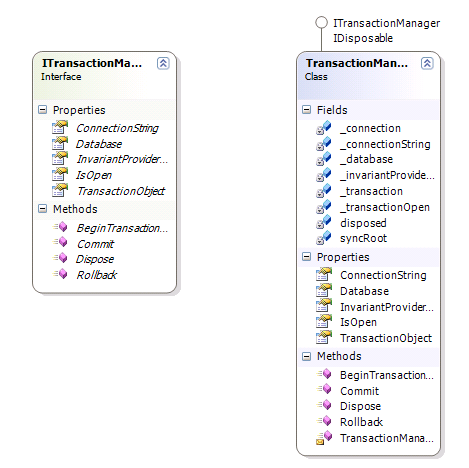 ITransactionMa...
Interface
Properties
ConnectionString
Database
InvariantProvider...
IsOpen
TransactionObject
Methods
BeginTransaction...
Commit
Dispose
Rollback
ITransactionManager
IDisposable
TransactionMan...
Class
Fields
_connection
_connectionString
_database
_invariantProvide...
_transaction
_transactionOpen
disposed
syncRoot
Properties
ConnectionString
Database
InvariantProvider...
IsOpen
TransactionObject
Methods
BeginTransaction...
Commit
Dispose
Rollback
TransactionMana...